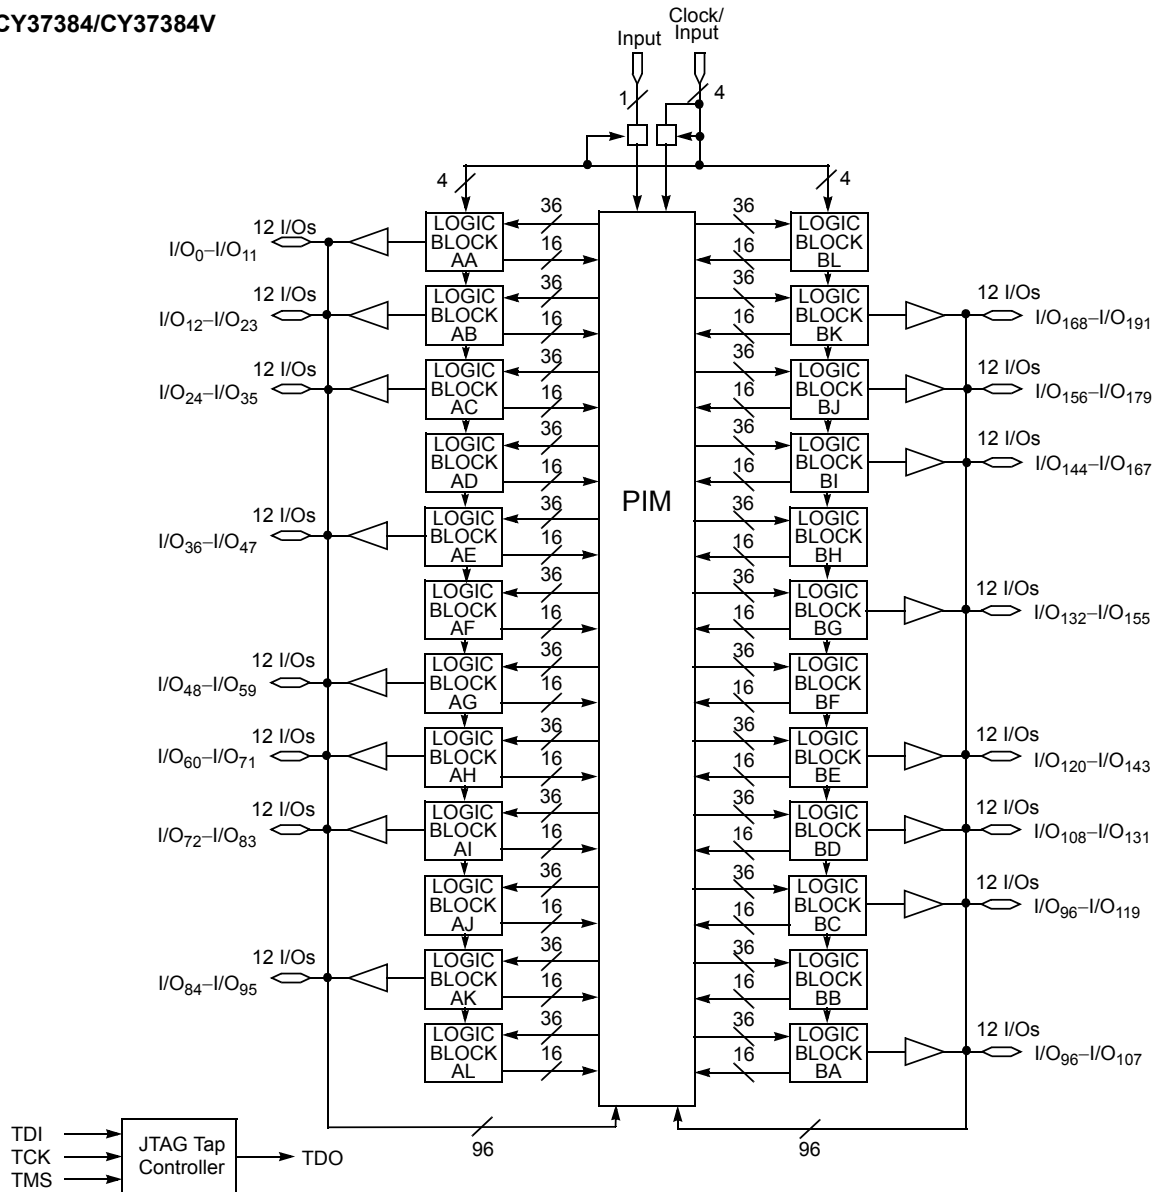 CY37384/CY37384V
Clock/
Input
Input
1
4
4
4
12 I/Os
I/O0–I/O11
LOGIC
BLOCK
AA
36
16
PIM
36
16
LOGIC
BLOCK
BL
12 I/Os
I/O12–I/O23
LOGIC
BLOCK
AB
36
16
36
16
LOGIC
BLOCK
BK
12 I/Os
I/O168–I/O191
12 I/Os
I/O24–I/O35
LOGIC
BLOCK
AC
36
16
36
16
LOGIC
BLOCK
BJ
12 I/Os
I/O156–I/O179
LOGIC
BLOCK
AD
36
16
36
16
LOGIC
BLOCK
BI
12 I/Os
I/O144–I/O167
12 I/Os
I/O36–I/O47
LOGIC
BLOCK
AE
36
16
36
16
LOGIC
BLOCK
BH
LOGIC
BLOCK
AF
36
16
36
16
LOGIC
BLOCK
BG
12 I/Os
I/O132–I/O155
12 I/Os
I/O48–I/O59
LOGIC
BLOCK
AG
36
16
36
16
LOGIC
BLOCK
BF
12 I/Os
I/O60–I/O71
LOGIC
BLOCK
AH
36
16
36
16
LOGIC
BLOCK
BE
12 I/Os
I/O120–I/O143
12 I/Os
I/O72–I/O83
LOGIC
BLOCK
AI
36
16
36
16
LOGIC
BLOCK
BD
12 I/Os
I/O108–I/O131
LOGIC
BLOCK
AJ
36
16
36
16
LOGIC
BLOCK
BC
12 I/Os
I/O96–I/O119
12 I/Os
I/O84–I/O95
LOGIC
BLOCK
AK
36
16
36
16
LOGIC
BLOCK
BB
LOGIC
BLOCK
AL
36
16
36
16
LOGIC
BLOCK
BA
12 I/Os
I/O96–I/O107
96
96
TDI
TCK
TMS
JTAG Tap
Controller
TDO